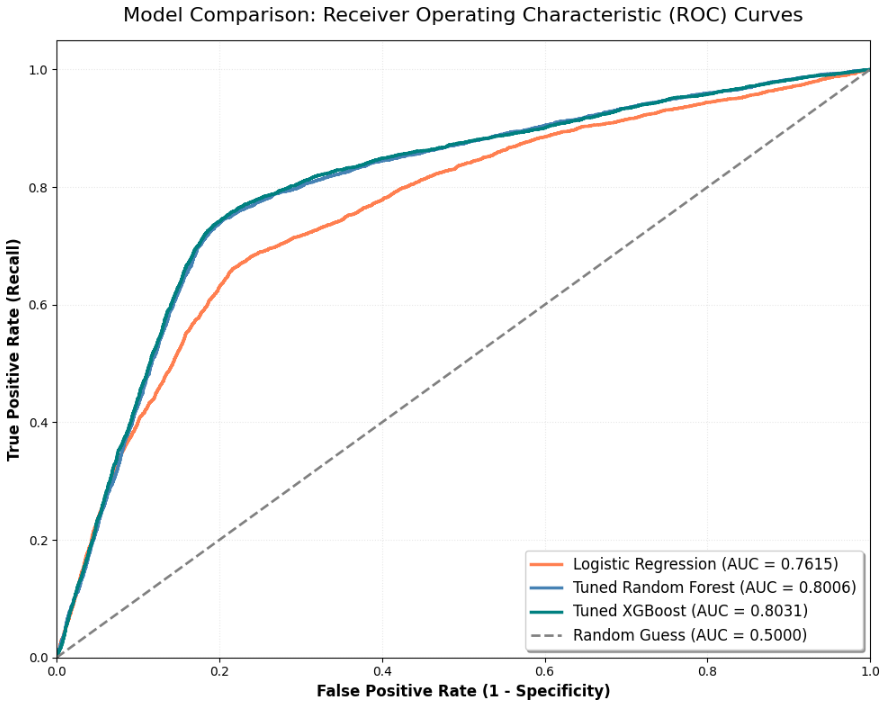 Model Comparison: Receiver Operating Characteristic (ROC) Curves
True Positive Rate (Recall)
1.0
0.8
0.6
0.4
0.2
0.0
Logistic Regression (AUC = 0.7615)
Tuned Random Forest (AUC = 0.8006)
Tuned XGBoost (AUC = 0.8031)
Random Guess (AUC = 0.5000)
0.0 0.2 0.4 0.6 0.8 1.0
False Positive Rate (1 - Specificity)